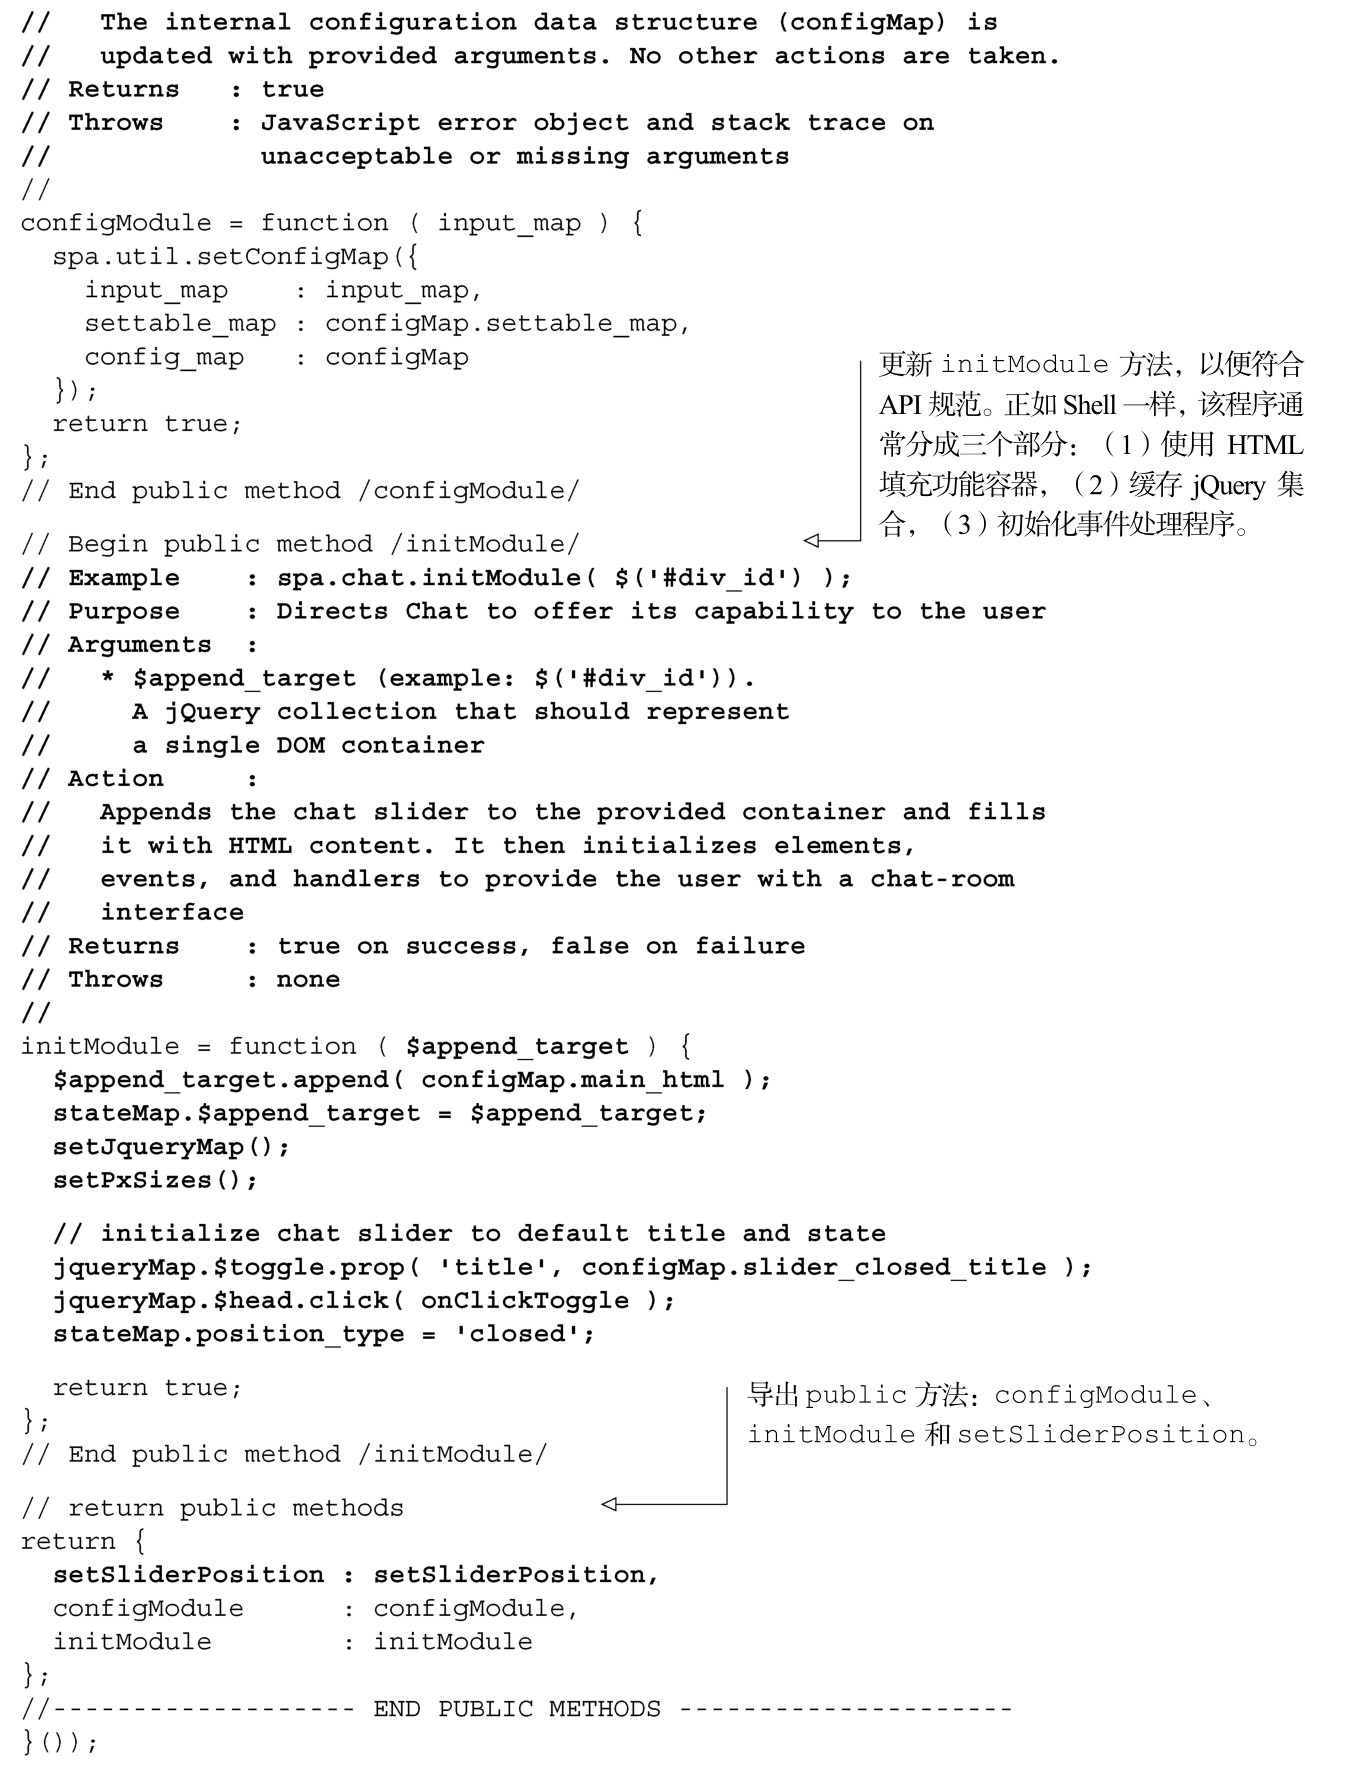 //   The internal configuration data structure (configMap) is
//   updated with provided arguments. No other actions are taken.
// Returns   : true
// Throws    : JavaScript error object and stack trace on
//             unacceptable or missing arguments
//
configModule = function ( input_map ) {
  spa.util.setConfigMap({
    input_map    : input_map,
    settable_map : configMap.settable_map,
    config_map   : configMap
  });
  return true;
};
// End public method /configModule/
更新 initModule 方法，以便符合
API 规范。正如 Shell 一样，该程序通
常分成三个部分：（1）使用 HTML
填充功能容器，（2）缓存 jQuery 集
合，（3）初始化事件处理程序。
// Begin public method /initModule/
// Example    : spa.chat.initModule( $('#div_id') );
// Purpose    : Directs Chat to offer its capability to the user
// Arguments  :
//   * $append_target (example: $('#div_id')).
//     A jQuery collection that should represent
//     a single DOM container
// Action     :
//   Appends the chat slider to the provided container and fills
//   it with HTML content. It then initializes elements,
//   events, and handlers to provide the user with a chat-room
//   interface
// Returns    : true on success, false on failure
// Throws     : none
//
initModule = function ( $append_target ) {
  $append_target.append( configMap.main_html );
  stateMap.$append_target = $append_target;
  setJqueryMap();
  setPxSizes();
  // initialize chat slider to default title and state
  jqueryMap.$toggle.prop( 'title', configMap.slider_closed_title );
  jqueryMap.$head.click( onClickToggle );
  stateMap.position_type = 'closed';
  return true;
};
// End public method /initModule/
导出 public 方法：configModule、
initModule 和 setSliderPosition。
// return public methods
return {
  setSliderPosition : setSliderPosition,
  configModule      : configModule,
  initModule        : initModule
};
//------------------- END PUBLIC METHODS ---------------------
}());